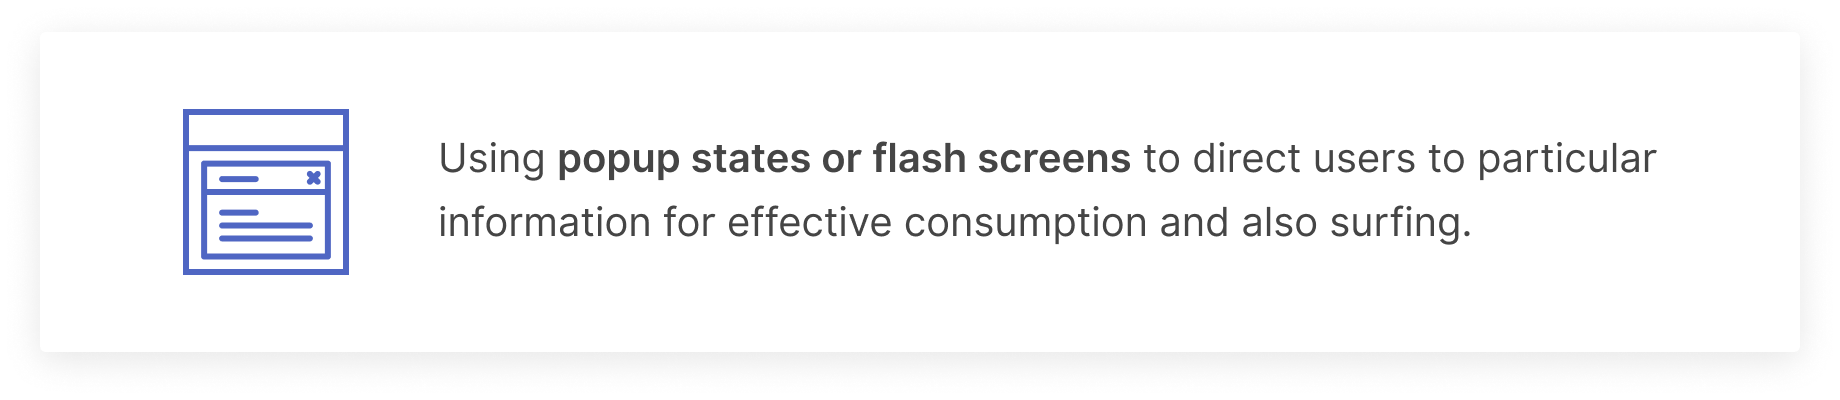 Using popup states or flash screens to direct users to particular
information for effective consumption and also surfing.